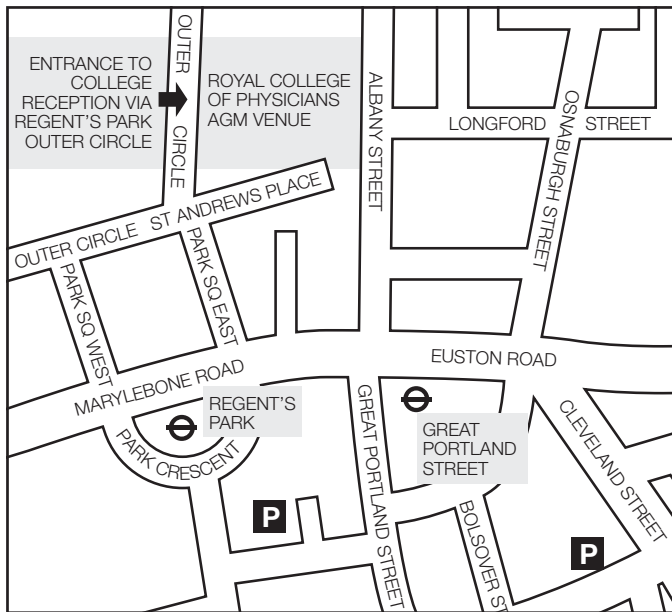 OUTER
CIRCLE
ENTRANCE TO
COLLEGE
RECEPTION VIA
REGENT'S PARK
OUTER CIRCLE
ROYAL COLLEGE
OF PHYSICIANS
AGM VENUE
ALBANY STREET
LONGFORD STREET
OSNABURGH STREET
OUTER CIRCLE ST ANDREWS PLACE
PARK SQ WEST
PARK SQ EAST
MARYLEBONE ROAD
EUSTON ROAD
REGENT'S
PARK
PARK CRESCENT
GREAT PORTLAND STREET
GREAT
PORTLAND
STREET
CLEVELAND STREET
BOLSOVER ST
P
P